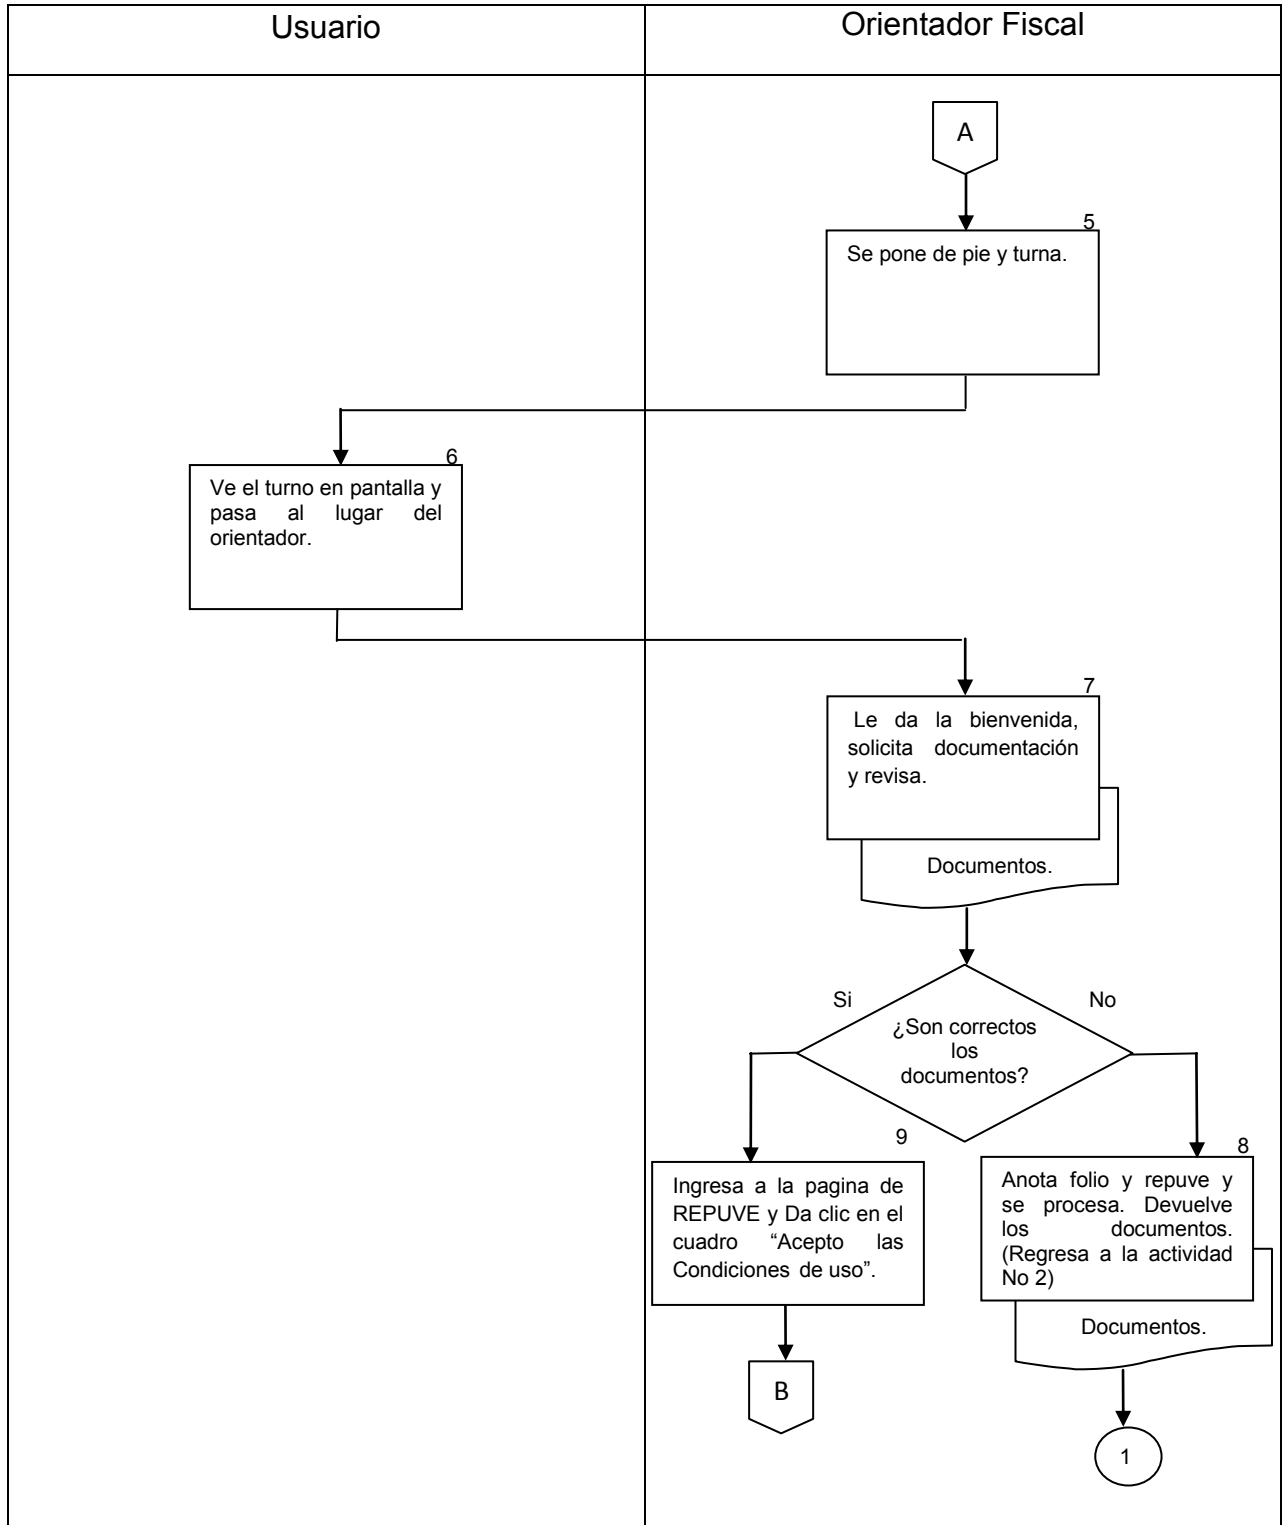 Usuario
Orientador Fiscal
A
5
Se pone de pie y turna.
6
Ve el turno en pantalla y
pasa al lugar del
orientador.
7
Le da la bienvenida,
solicita documentación
y revisa.
Documentos.
Si
No
¿Son correctos
los
documentos?
9
Ingresa a la pagina de
REPUVE y Da clic en el
cuadro “Acepto las
Condiciones de uso”.
8
Anota folio y repuve y
se procesa. Devuelve
los documentos.
(Regresa a la actividad
No 2)
Documentos.
B
1